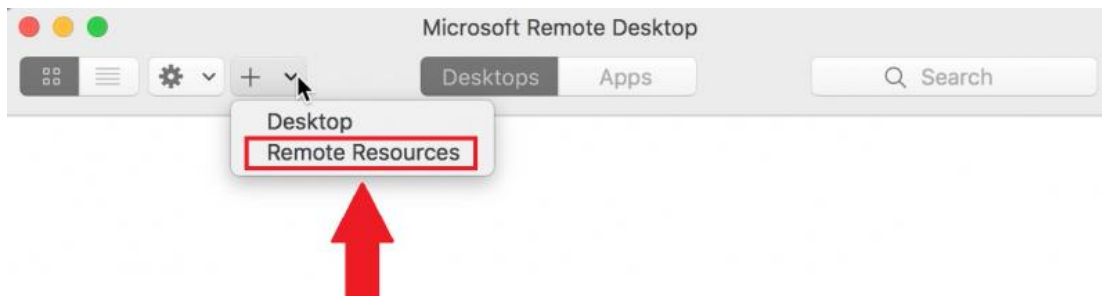 Microsoft Remote Desktop
Desktops Apps Search
Desktop
Remote Resources